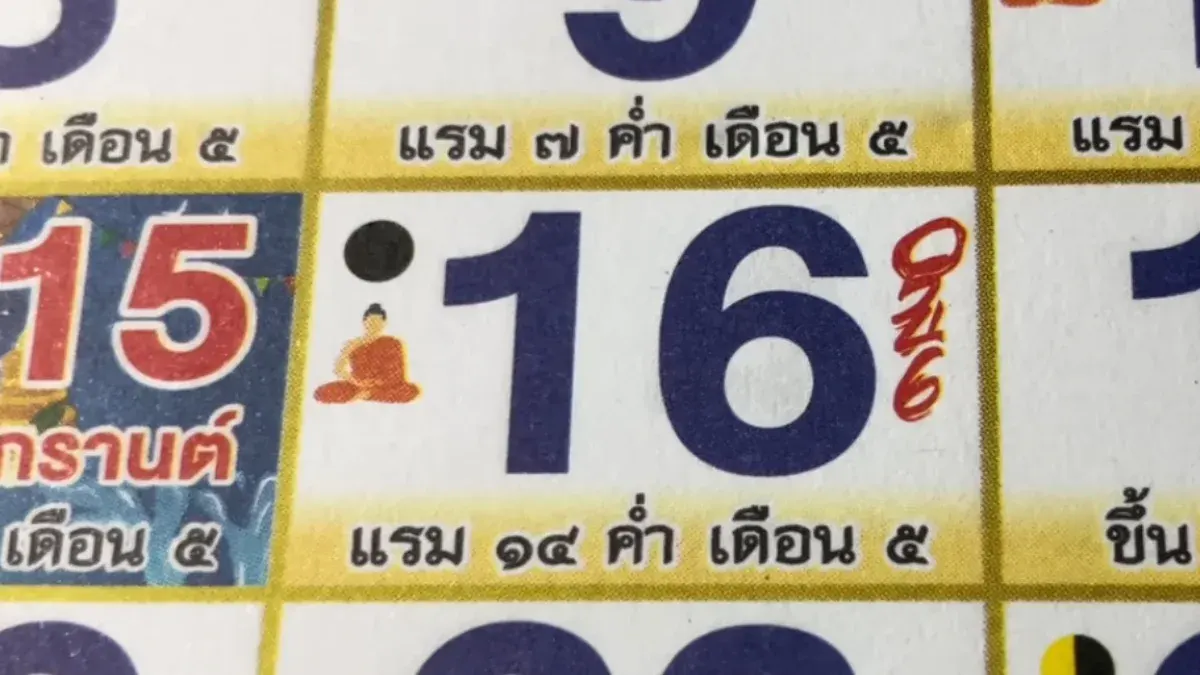 9
เดือน ๕
แรม ๗ ค่ำ เดือน ๕
แรม
15
16
กรานต์
เดือน ๕
แรม ๑๔ ค่ำ เดือน ๕
ขึ้น